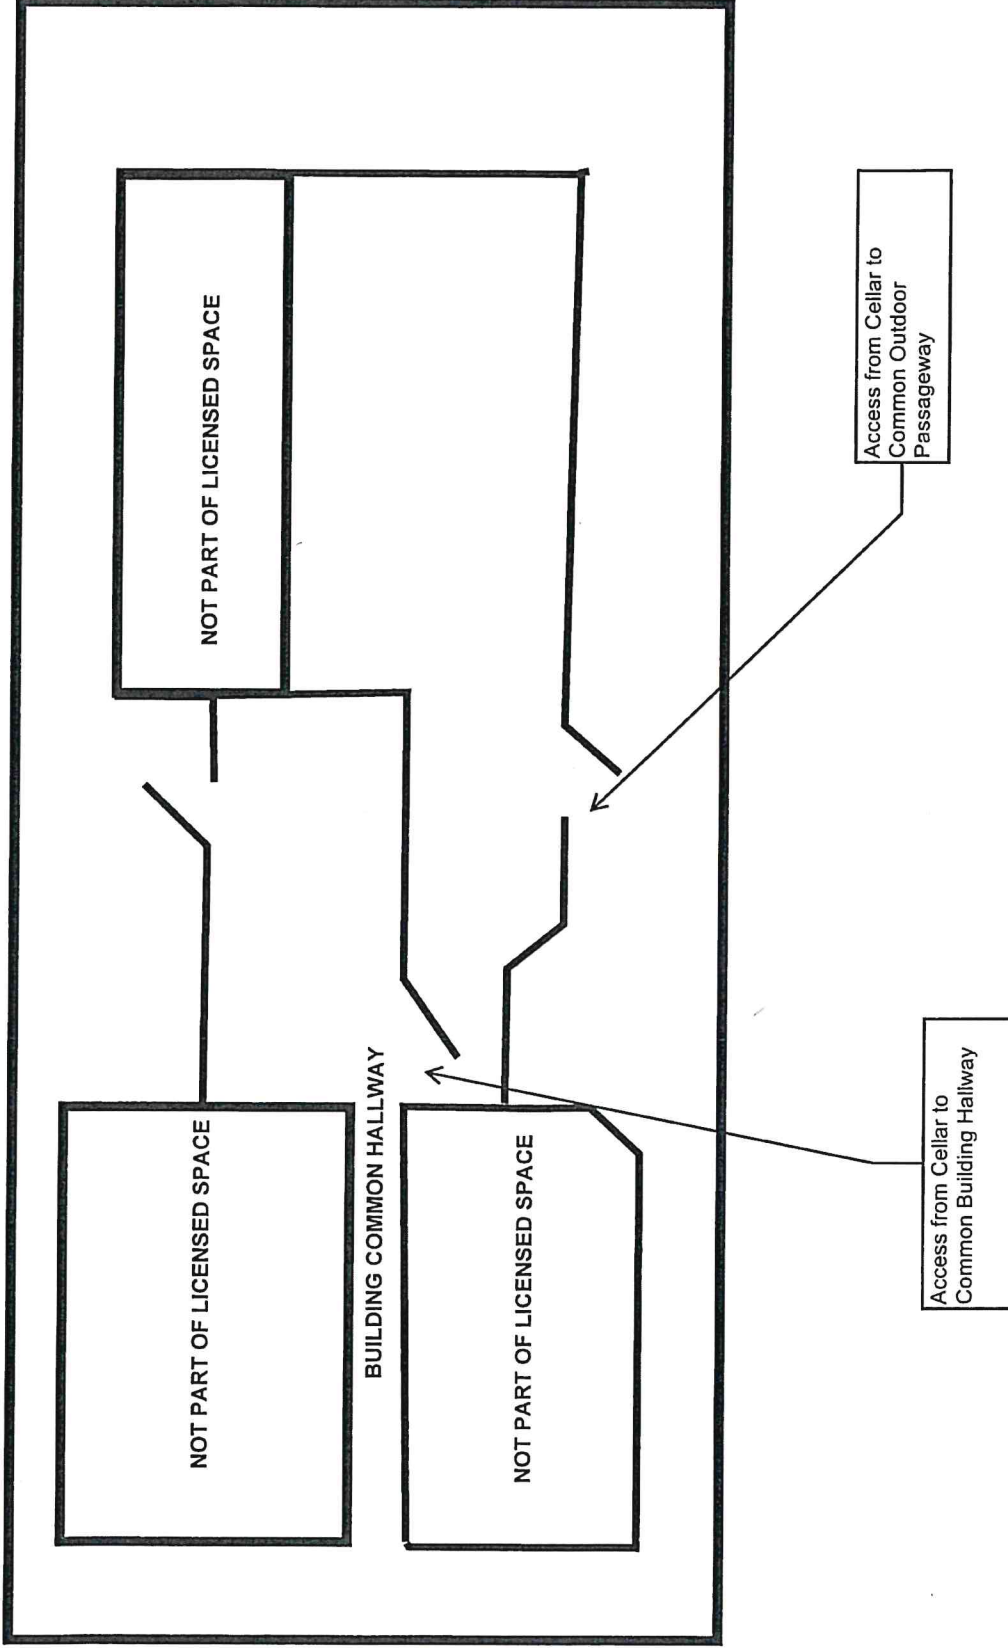 NOT PART OF LICENSED SPACE
NOT PART OF LICENSED SPACE
BUILDING COMMON HALLWAY
NOT PART OF LICENSED SPACE
Access from Cellar to
Common Outdoor
Passageway
Access from Cellar to
Common Building Hallway